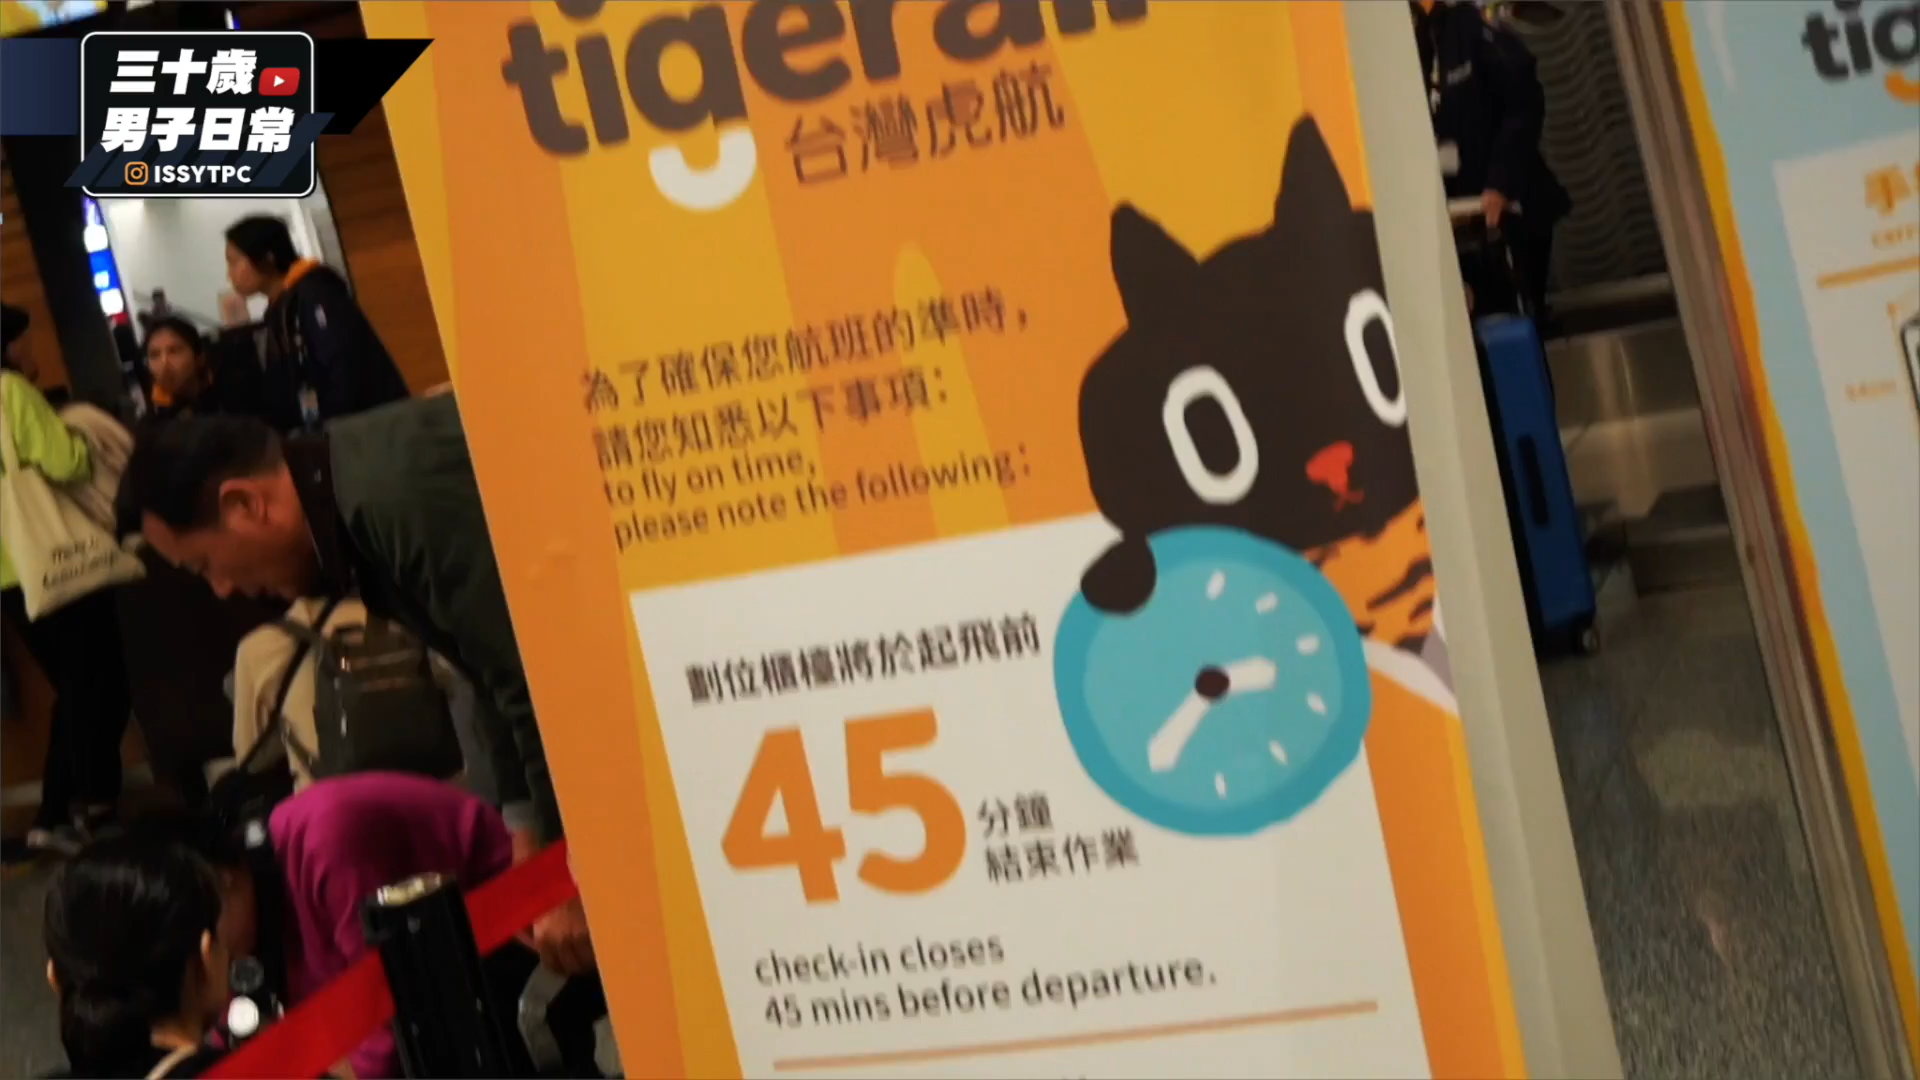 三十歲
男子日常
ISSYTPC
tigerair
台灣虎航
為了確保您航班的準時，
請您知悉以下事項：
to fly on time,
please note the following:
劃位櫃檯將於起飛前
45 分鐘
結束作業
check-in closes
45 mins before departure.